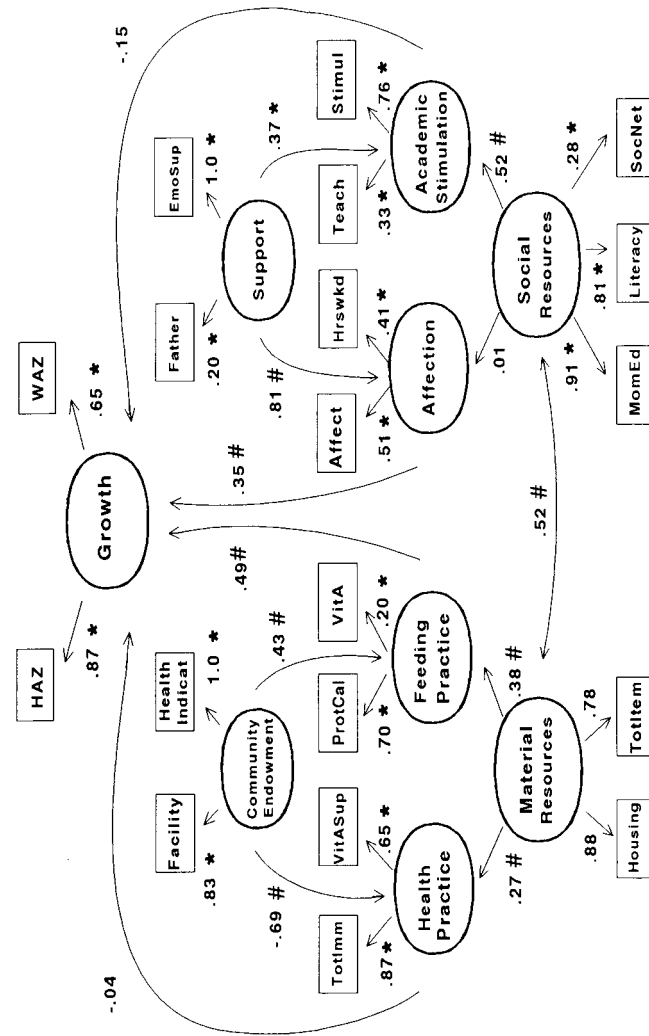 HAZ
WAZ
.87 *
.65 *
Growth
-.04
-.15
.49#
.35 #
Facility
Health
Indicat
.83 *
1.0 *
Community
Endowment
-.69 #
.43 #
Father
EmoSup
.20 *
1.0 *
Support
.81 #
.37 *
TotImm
VitASup
.87*
.65 *
Health
Practice
ProtCal
VitA
.70 *
.20 *
Feeding
Practice
Affect
Hrswkd
.51 *
.41 *
Affection
Teach
Stimul
.33 *
.76 *
Academic
Stimulation
.27 #
.38 #
.01
.52 #
Material
Resources
.52 #
Social
Resources
.88
.78
.91 *
.81 *
.28 *
Housing
TotItem
MomEd
Literacy
SocNet